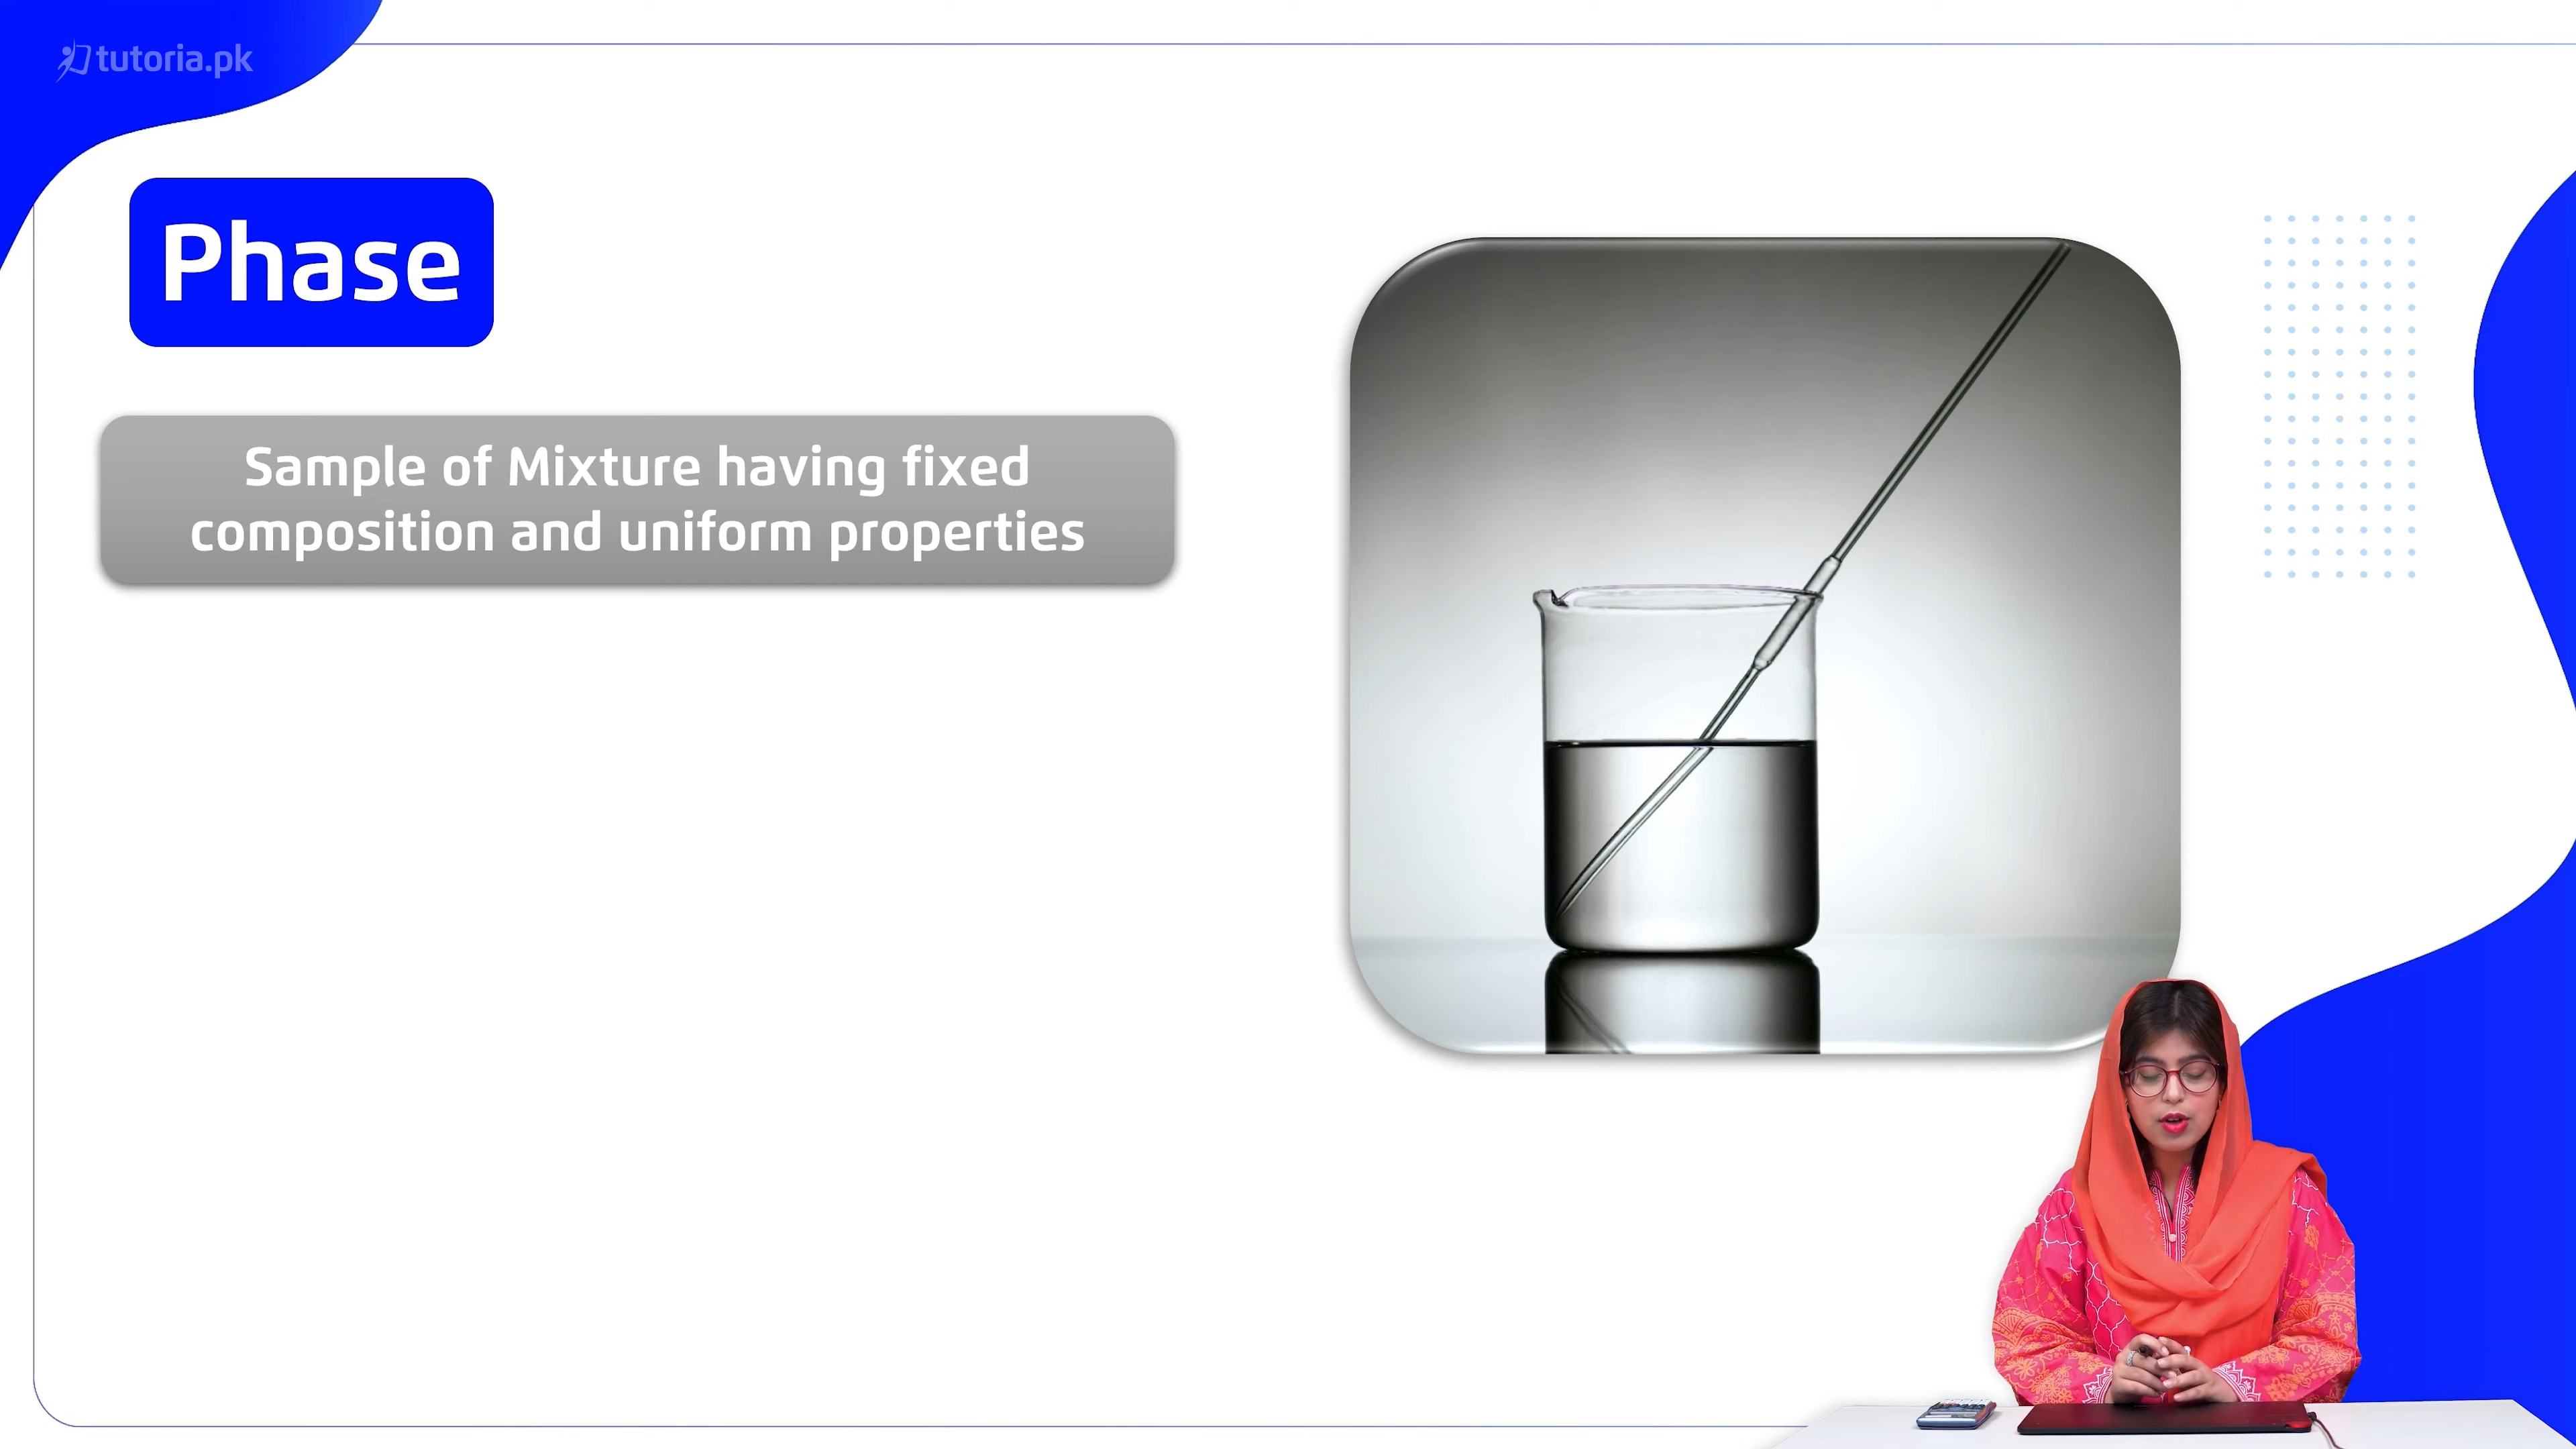 tutoria.pk
Phase
Sample of Mixture having fixed
composition and uniform properties